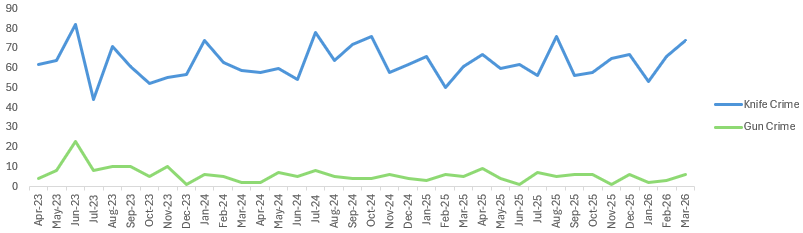 90
80
70
60
50
40
30
20
10
0
Knife Crime
Gun Crime
Apr-23
May-23
Jun-23
Jul-23
Aug-23
Sep-23
Oct-23
Nov-23
Dec-23
Jan-24
Feb-24
Mar-24
Apr-24
May-24
Jun-24
Jul-24
Aug-24
Sep-24
Oct-24
Nov-24
Dec-24
Jan-25
Feb-25
Mar-25
Apr-25
May-25
Jun-25
Jul-25
Aug-25
Sep-25
Oct-25
Nov-25
Dec-25
Jan-26
Feb-26
Mar-26